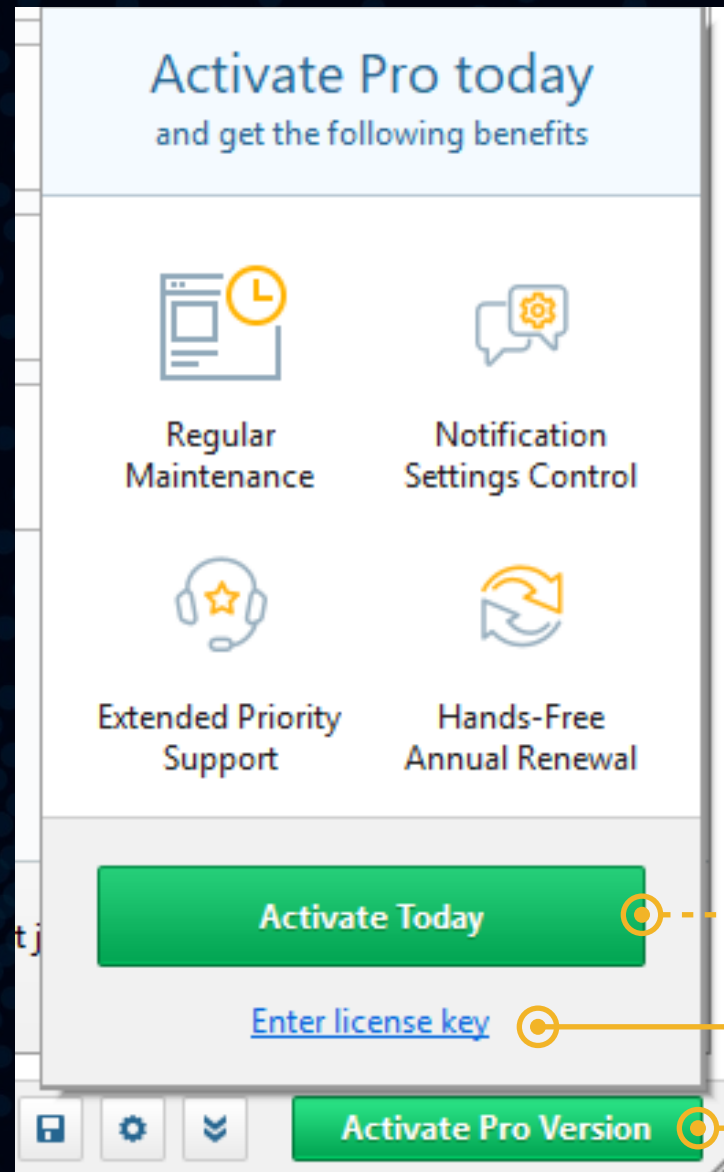 Activate Pro today
and get the following benefits
Regular
Maintenance
Notification
Settings Control
Extended Priority
Support
Hands-Free
Annual Renewal
Activate Today
t j
Enter license key
Activate Pro Version